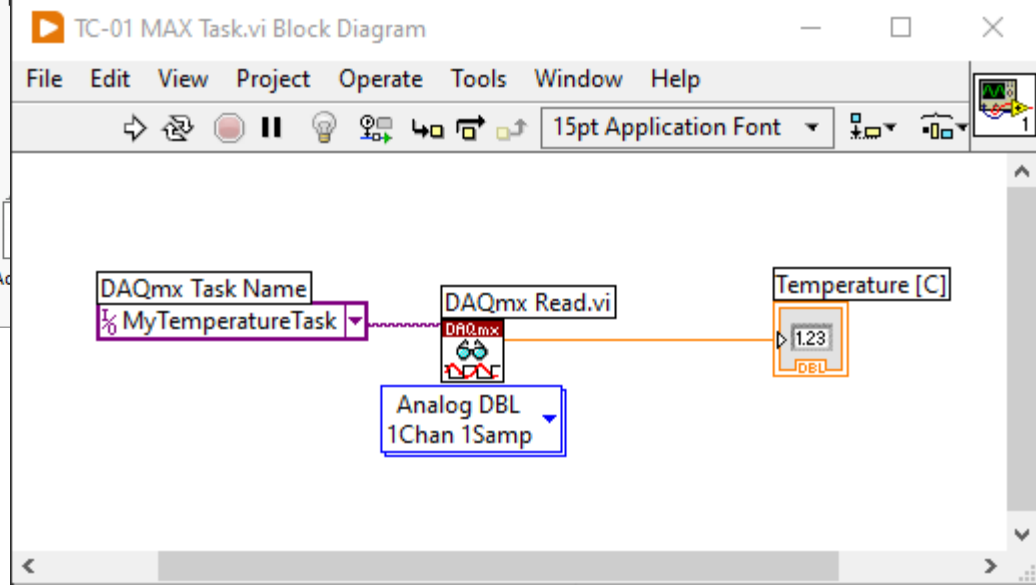 TC-01 MAX Task.vi Block Diagram
File Edit View Project Operate Tools Window Help
15pt Application Font
1
DAQmx Task Name
I/O MyTemperatureTask
DAQmx Read.vi
DAQmx
Analog DBL
1Chan 1Samp
Temperature [C]
1.23
DBL